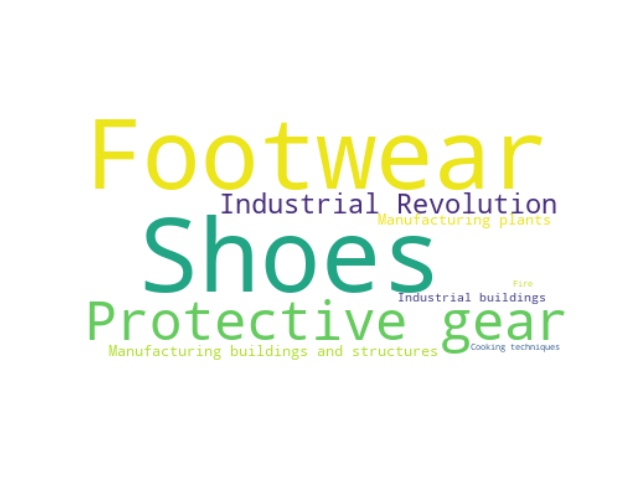 Footwear
Industrial Revolution
Manufacturing plants
Shoes
Fire
Industrial buildings
Protective gear
Manufacturing buildings and structures
Cooking techniques